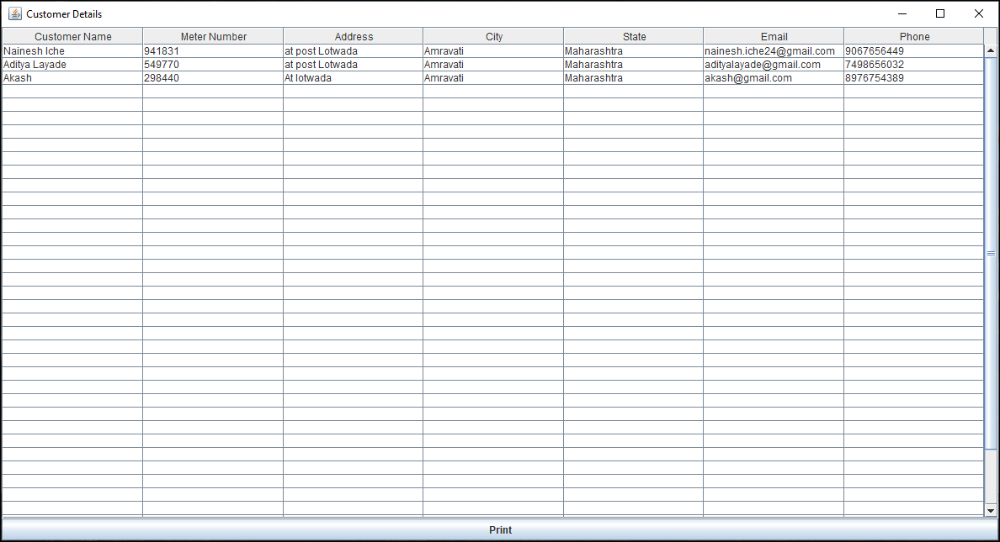 Customer Details
Customer Name Meter Number Address City State Email Phone
Nainesh Iche 941831 at post Lotwada Amravati Maharashtra nainesh.iche24@gmail.com 9067656449
Aditya Layade 549770 at post Lotwada Amravati Maharashtra adityalayade@gmail.com 7498656032
Akash 298440 At lotwada Amravati Maharashtra akash@gmail.com 8976754389
Print